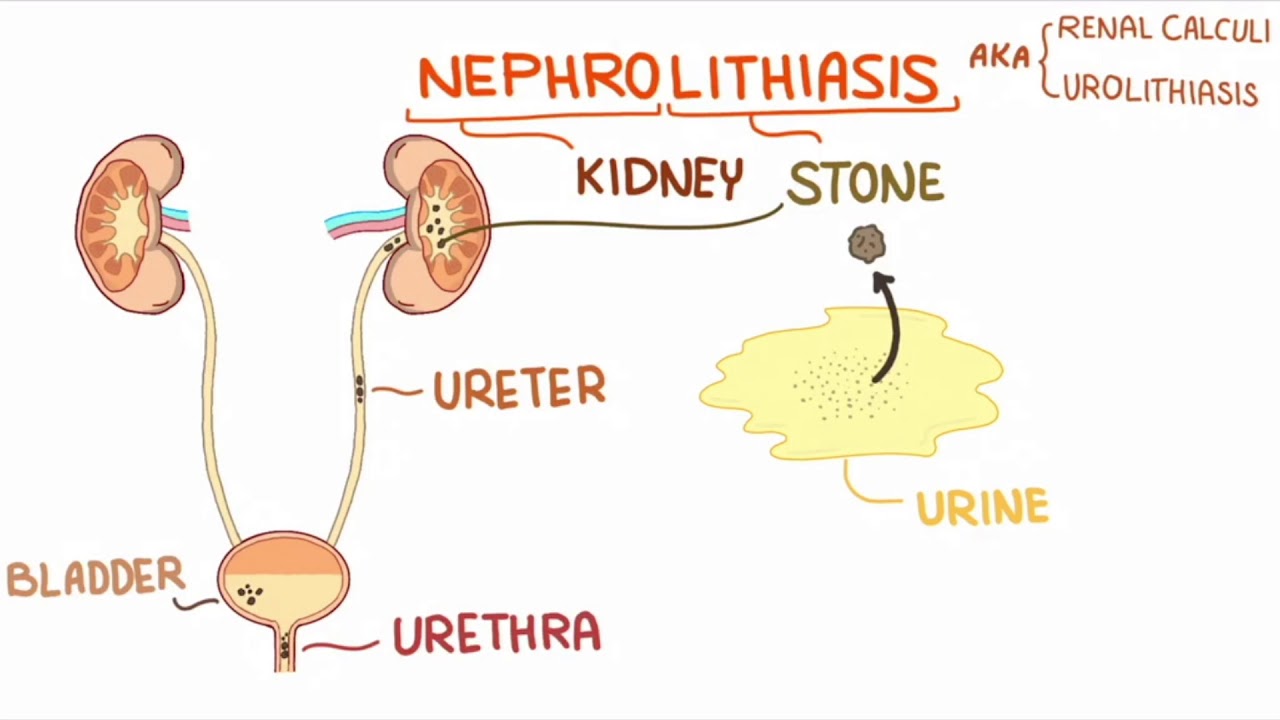 NEPHROLITHIASIS
AKA
RENAL CALCULI
UROLITHIASIS
KIDNEY STONE
URETER
URINE
BLADDER
URETHRA